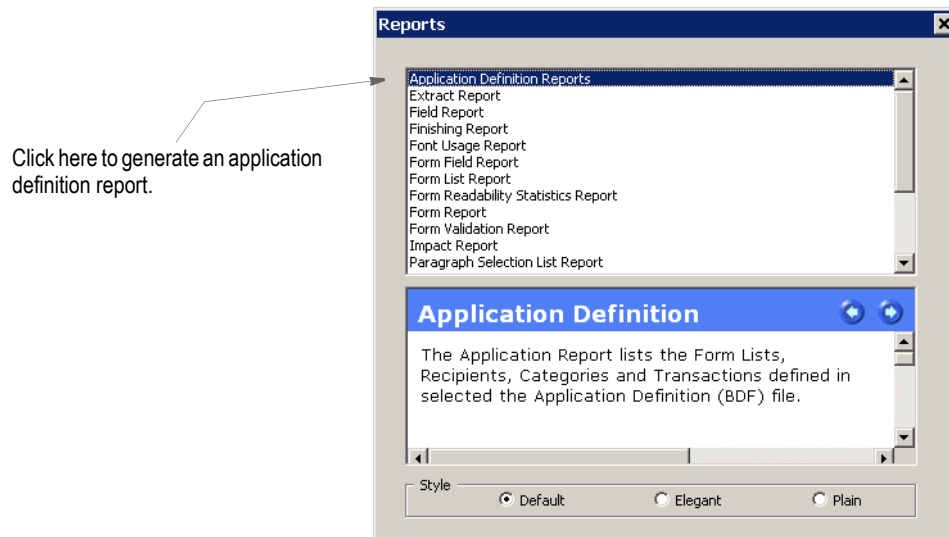 Reports
Click here to generate an application
definition report.
Application Definition Reports
Extract Report
Field Report
Finishing Report
Font Usage Report
Form Field Report
Form List Report
Form Readability Statistics Report
Form Report
Form Validation Report
Impact Report
Paragraph Selection List Report
Application Definition
The Application Report lists the Form Lists,
Recipients, Categories and Transactions defined in
selected the Application Definition (BDF) file.
Style
Default
Elegant
Plain